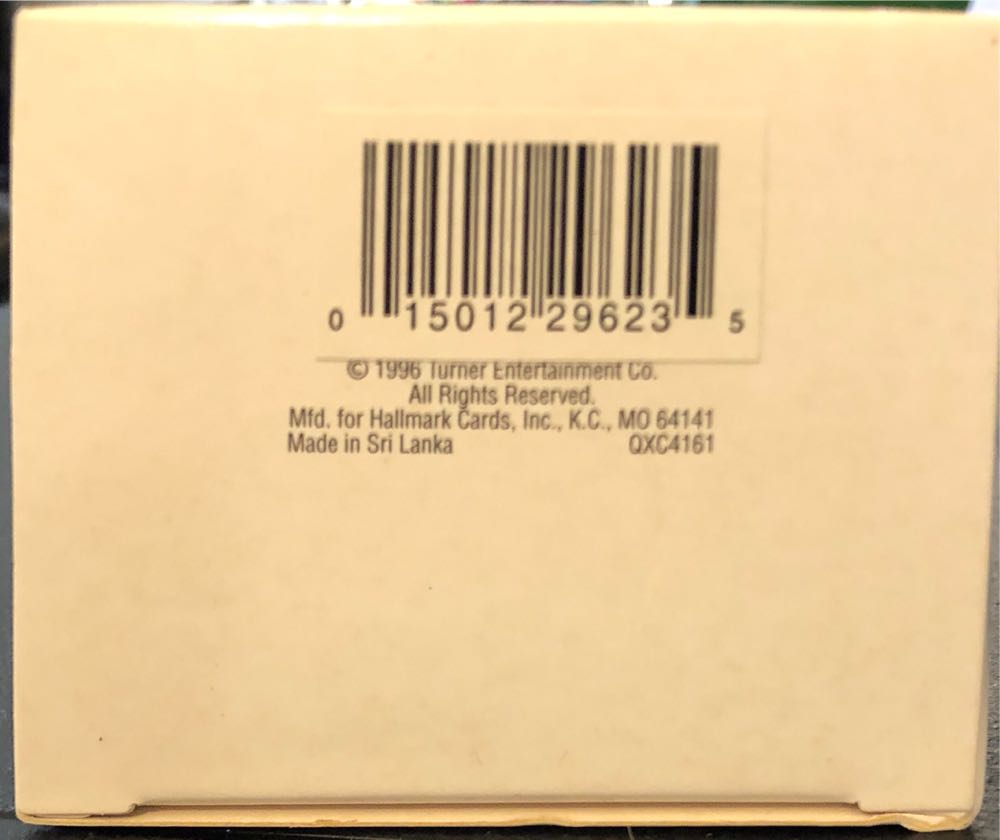 0 15012 29623 5
© 1996 Turner Entertainment Co.
All Rights Reserved.
Mfd. for Hallmark Cards, Inc., K.C., MO 64141
Made in Sri Lanka QXC4161